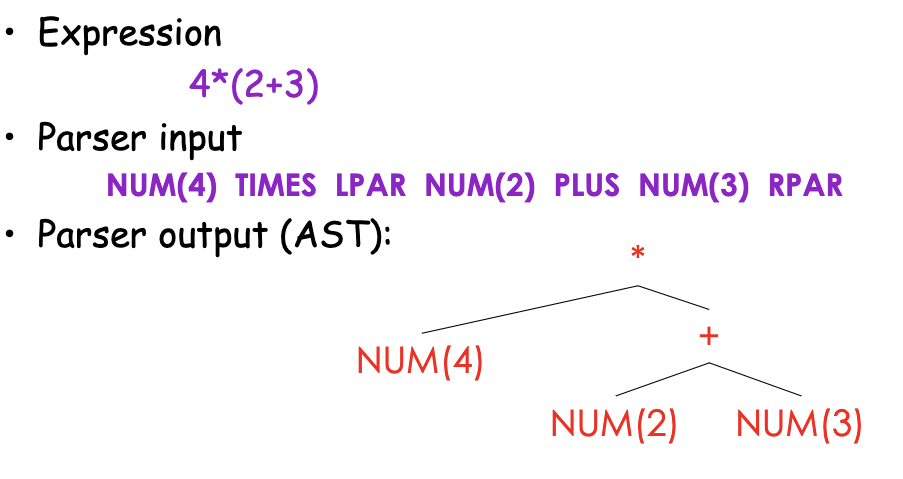 • Expression
4*(2+3)
• Parser input
NUM(4) TIMES LPAR NUM(2) PLUS NUM(3) RPAR
• Parser output (AST):
*
+
NUM(4)
NUM(2) NUM(3)